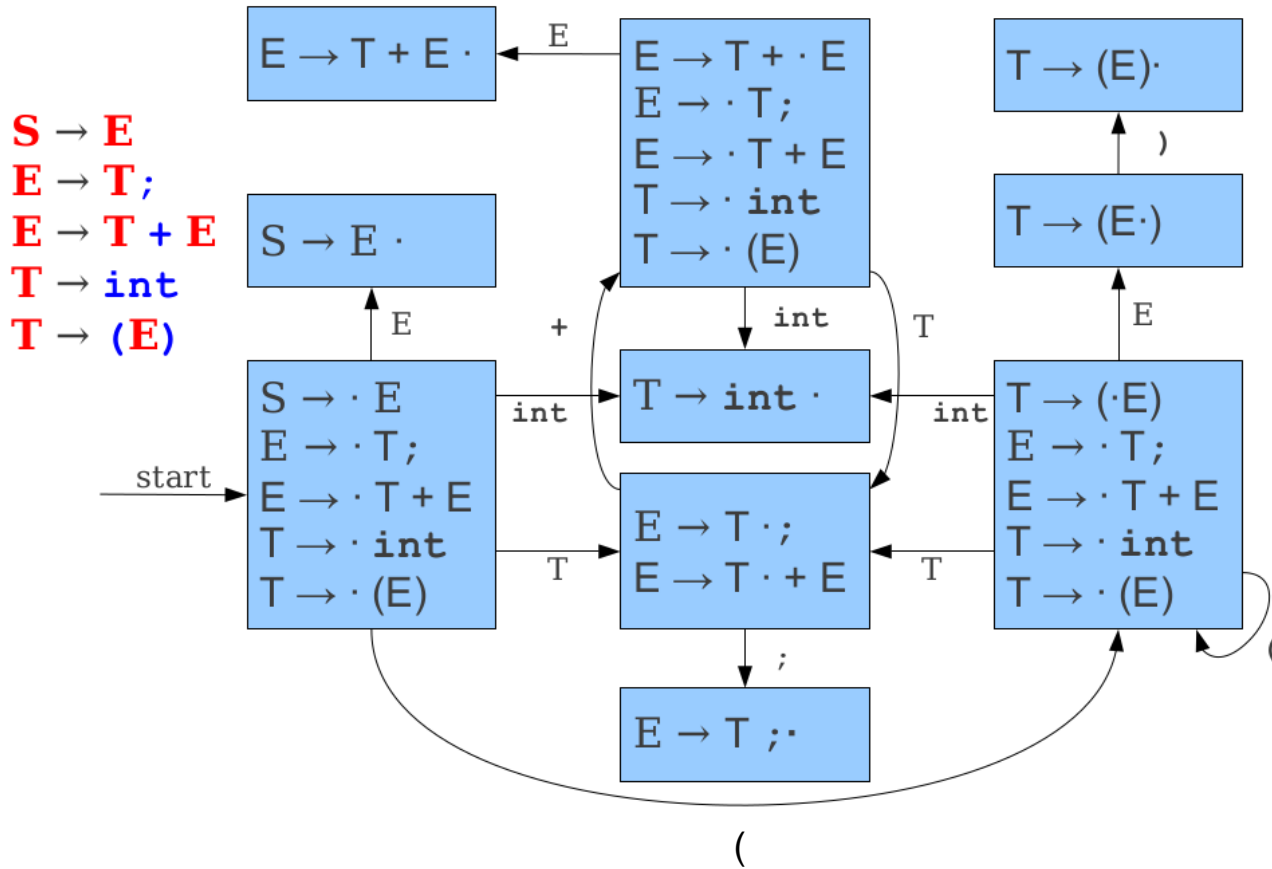 S → E
E → T ;
E → T + E
T → int
T → (E)
E → T + E ·
E
E → T + · E
E → · T ;
E → · T + E
T → · int
T → · (E)
T → (E)·
)
T → (E·)
S → E ·
E
+
int
T
E
start
S → · E
E → · T ;
E → · T + E
T → · int
T → · (E)
int
T → int ·
int
T → (·E)
E → · T ;
E → · T + E
T → · int
T → · (E)
T
E → T · ;
E → T · + E
T
(
;
E → T ;·
(